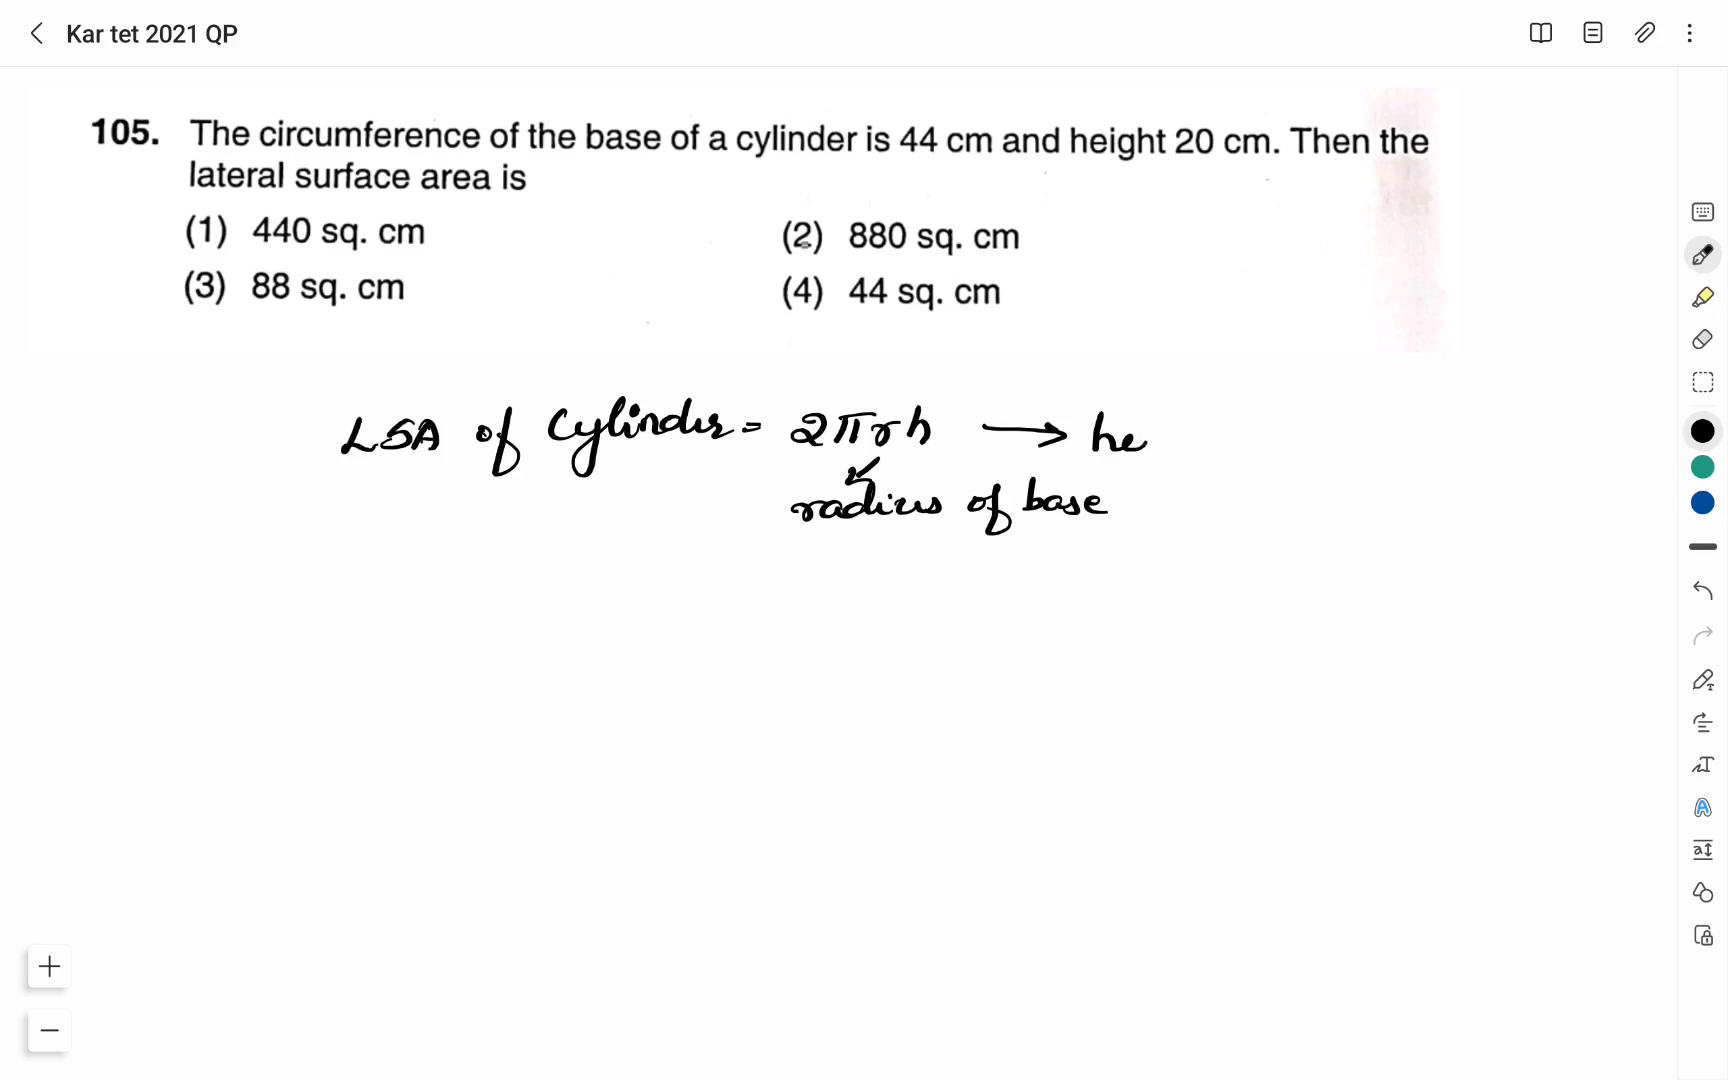 Kar tet 2021 QP
105. The circumference of the base of a cylinder is 44 cm and height 20 cm. Then the
lateral surface area is
(1) 440 sq. cm (2) 880 sq. cm
(3) 88 sq. cm (4) 44 sq. cm
LSA of Cylinder = 2πrh → he
radius of base